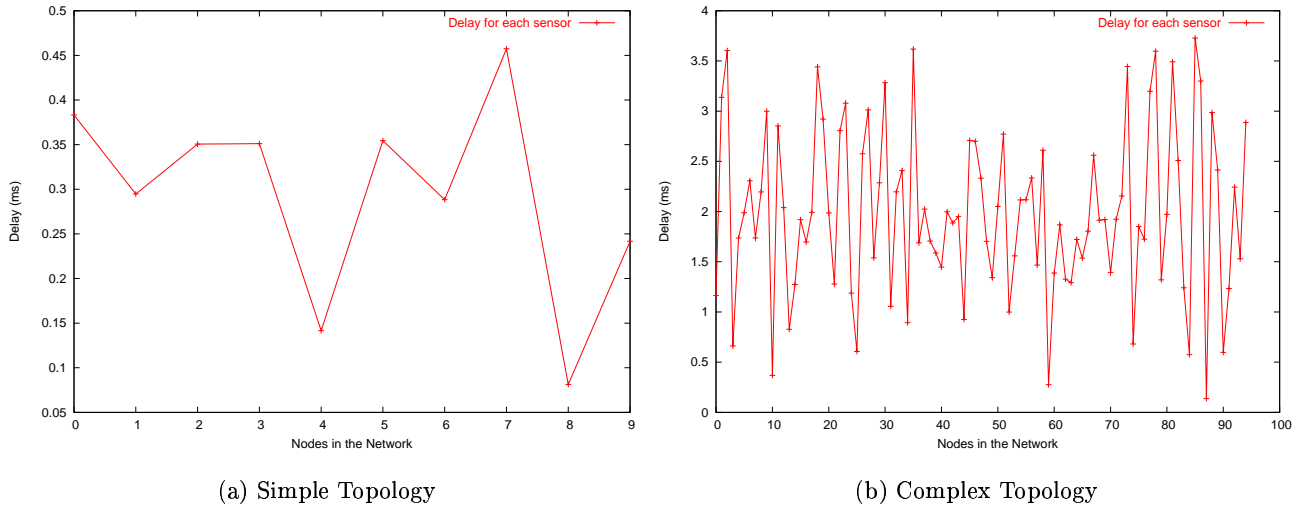 Delay for each sensor
0.5
0.45
0.4
0.35
0.3
0.25
0.2
0.15
0.1
0.05
Delay (ms)
0 1 2 3 4 5 6 7 8 9
Nodes in the Network
(a) Simple Topology
Delay for each sensor
4
3.5
3
2.5
2
1.5
1
0.5
0
Delay (ms)
0 10 20 30 40 50 60 70 80 90 100
Nodes in the Network
(b) Complex Topology